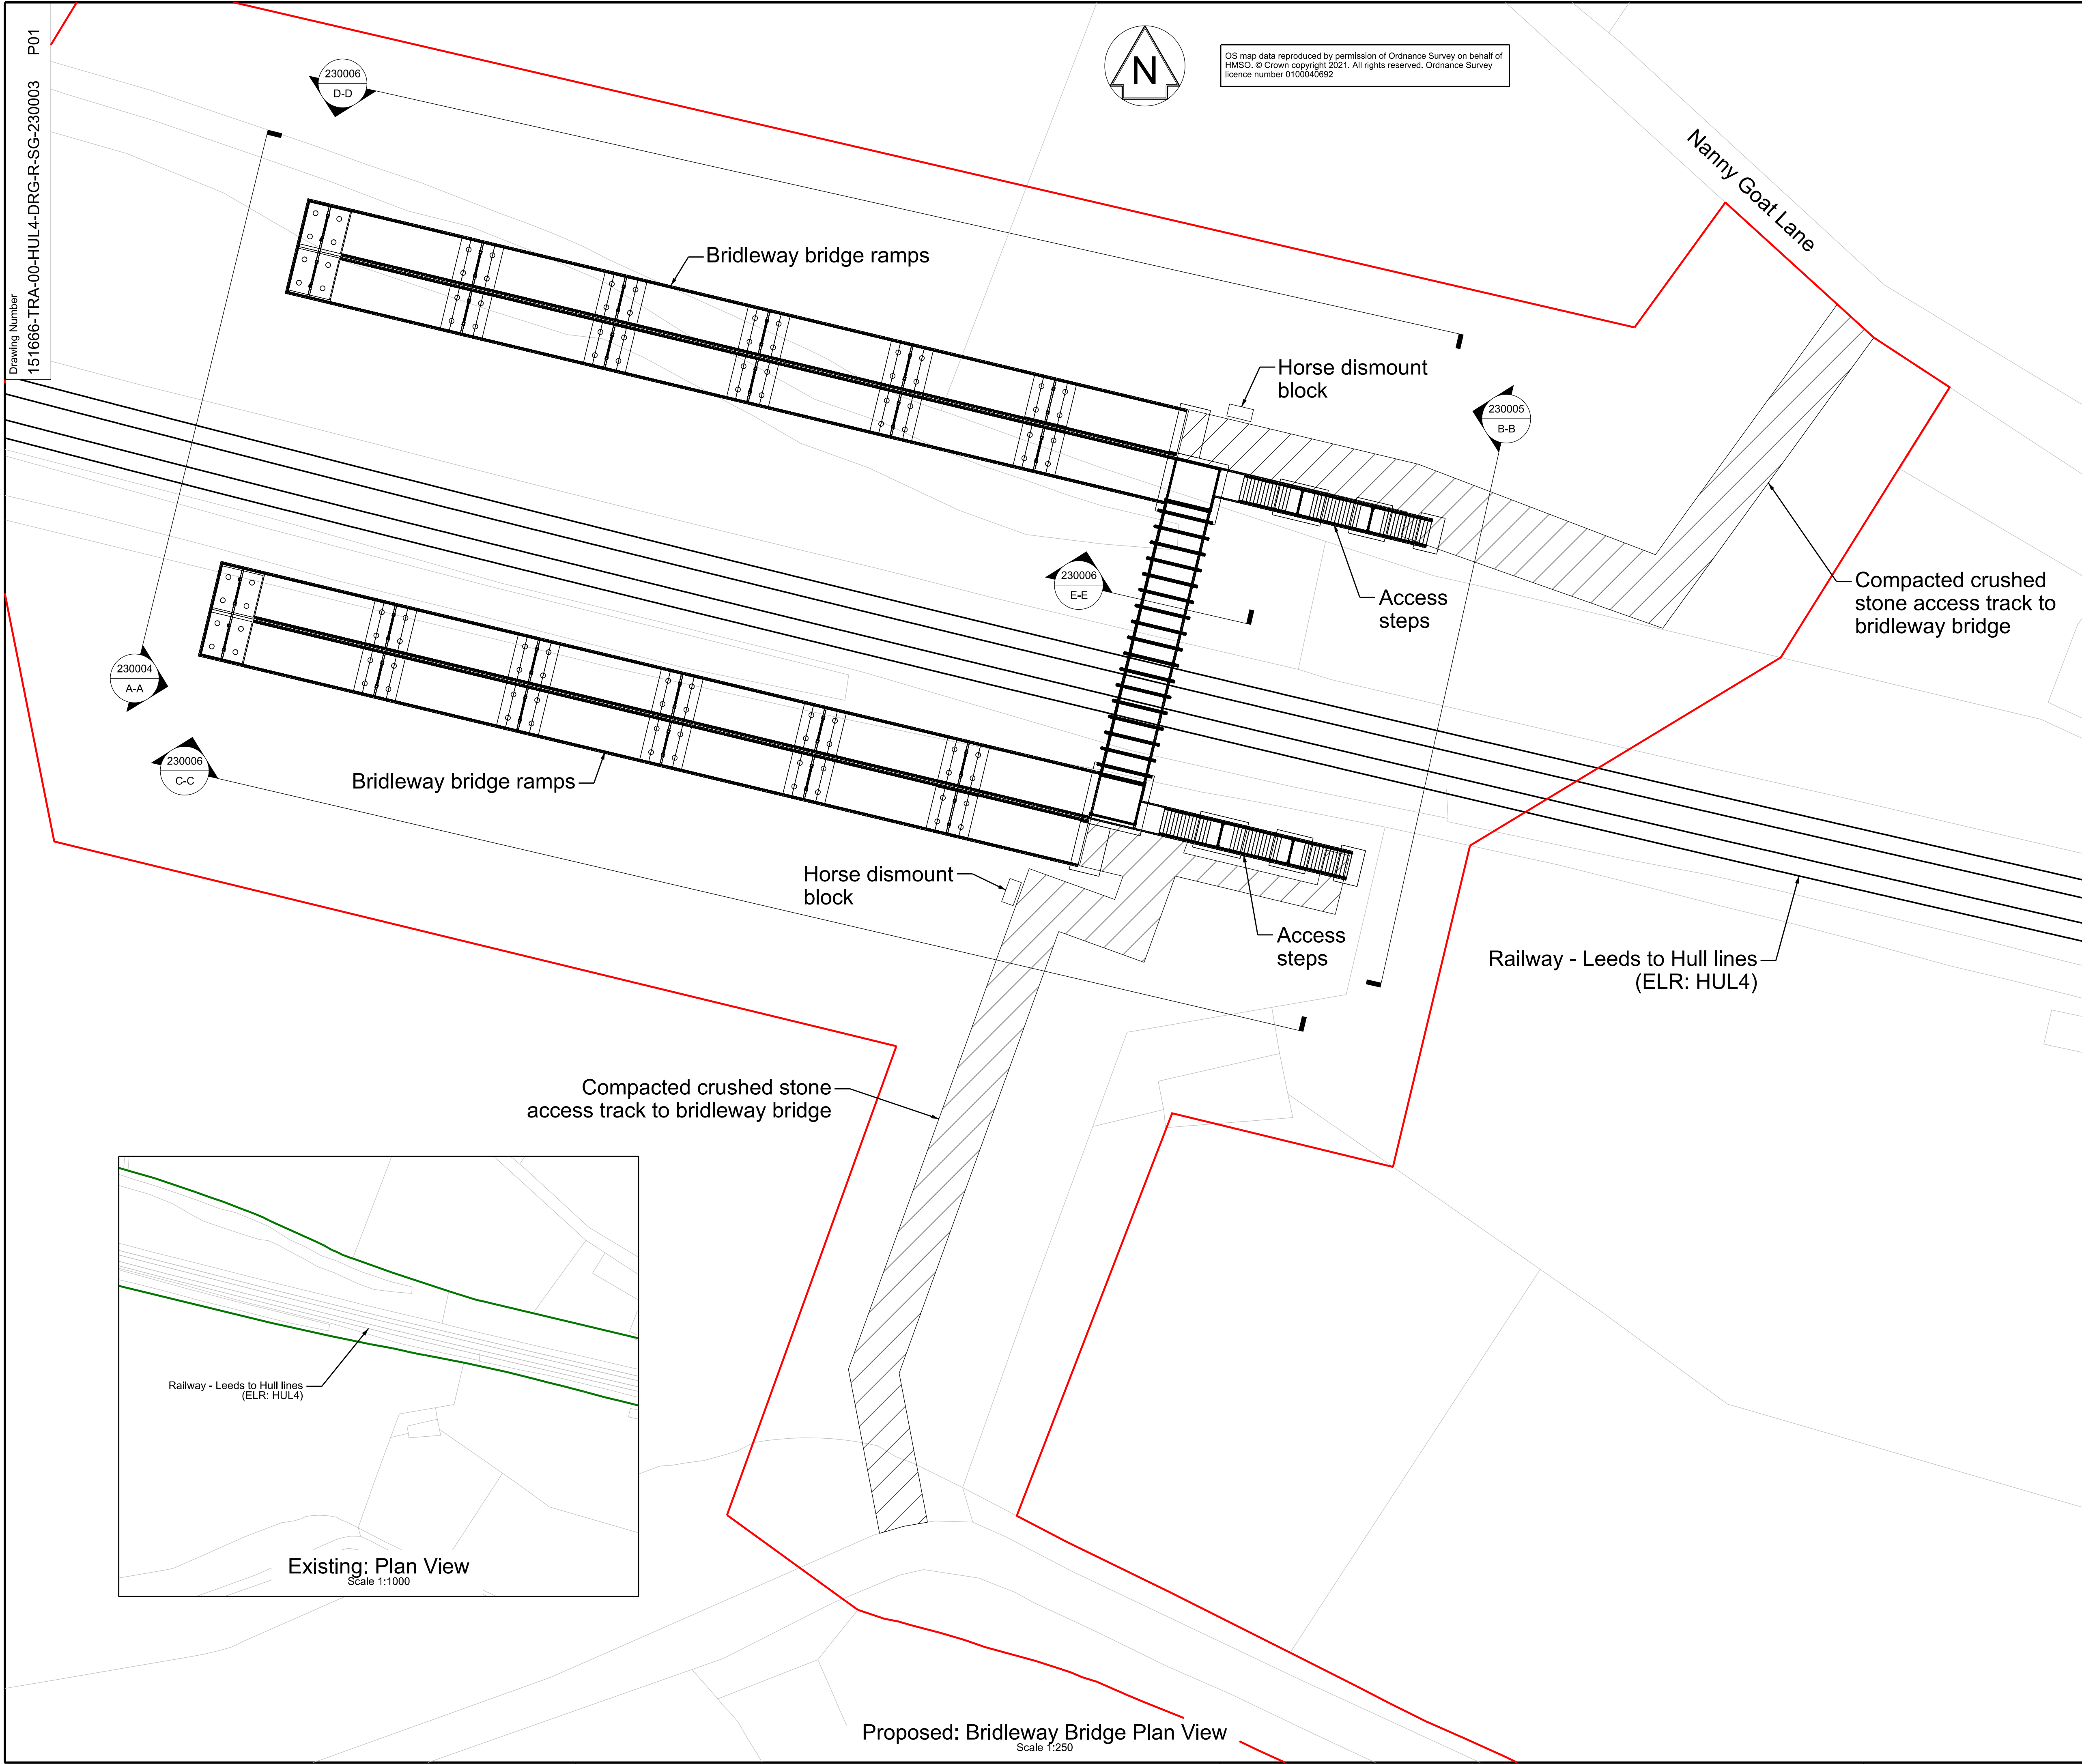 Drawing Number
151666-TRA-00-HUL4-DRG-R-SG-230003 P01
230006
D-D
N
OS map data reproduced by permission of Ordnance Survey on behalf of
HMSO. © Crown copyright 2021. All rights reserved. Ordnance Survey
licence number 0100040692
Nanny Goat Lane
Bridleway bridge ramps
Horse dismount
block
230005
B-B
230006
E-E
Access
steps
Compacted crushed
stone access track to
bridleway bridge
230004
A-A
230006
C-C
Bridleway bridge ramps
Horse dismount
block
Access
steps
Railway - Leeds to Hull lines
(ELR: HUL4)
Compacted crushed stone
access track to bridleway bridge
Railway - Leeds to Hull lines
(ELR: HUL4)
Existing: Plan View
Scale 1:1000
Proposed: Bridleway Bridge Plan View
Scale 1:250